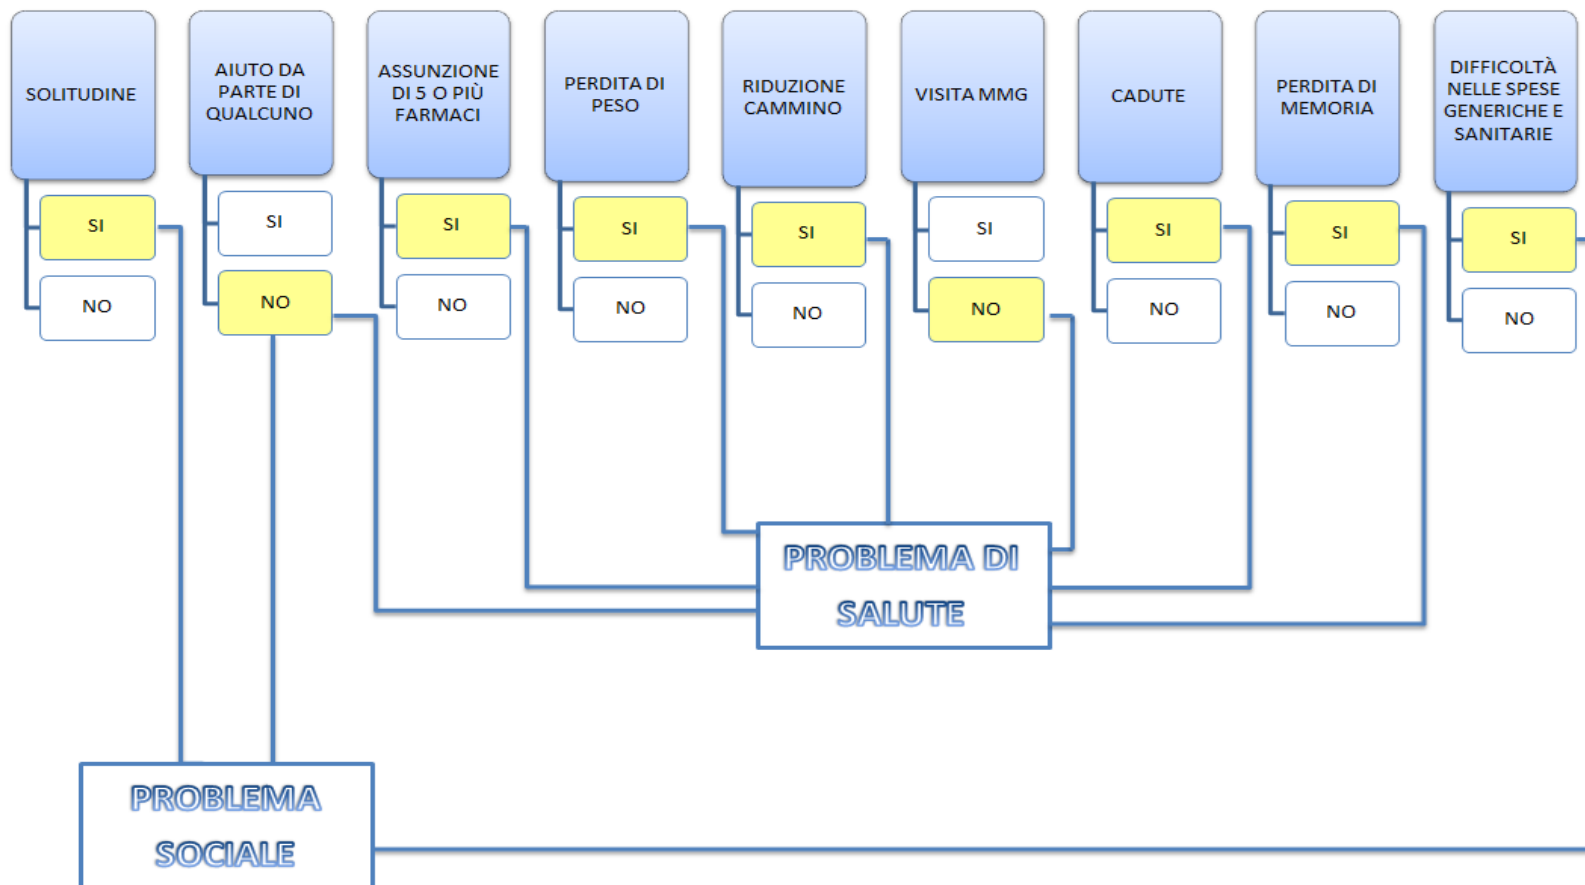 SOLITUDINE
AIUTO DA
PARTE DI
QUALCUNO
ASSUNZIONE
DI 5 O PIÙ
FARMACI
PERDITA DI
PESO
RIDUZIONE
CAMMINO
VISITA MMG
CADUTE
PERDITA DI
MEMORIA
DIFFICOLTÀ
NELLE SPESE
GENERICHE E
SANITARIE
SI
SI
SI
SI
SI
SI
SI
SI
SI
NO
NO
NO
NO
NO
NO
NO
NO
NO
PROBLEMA DI
SALUTE
PROBLEMA
SOCIALE